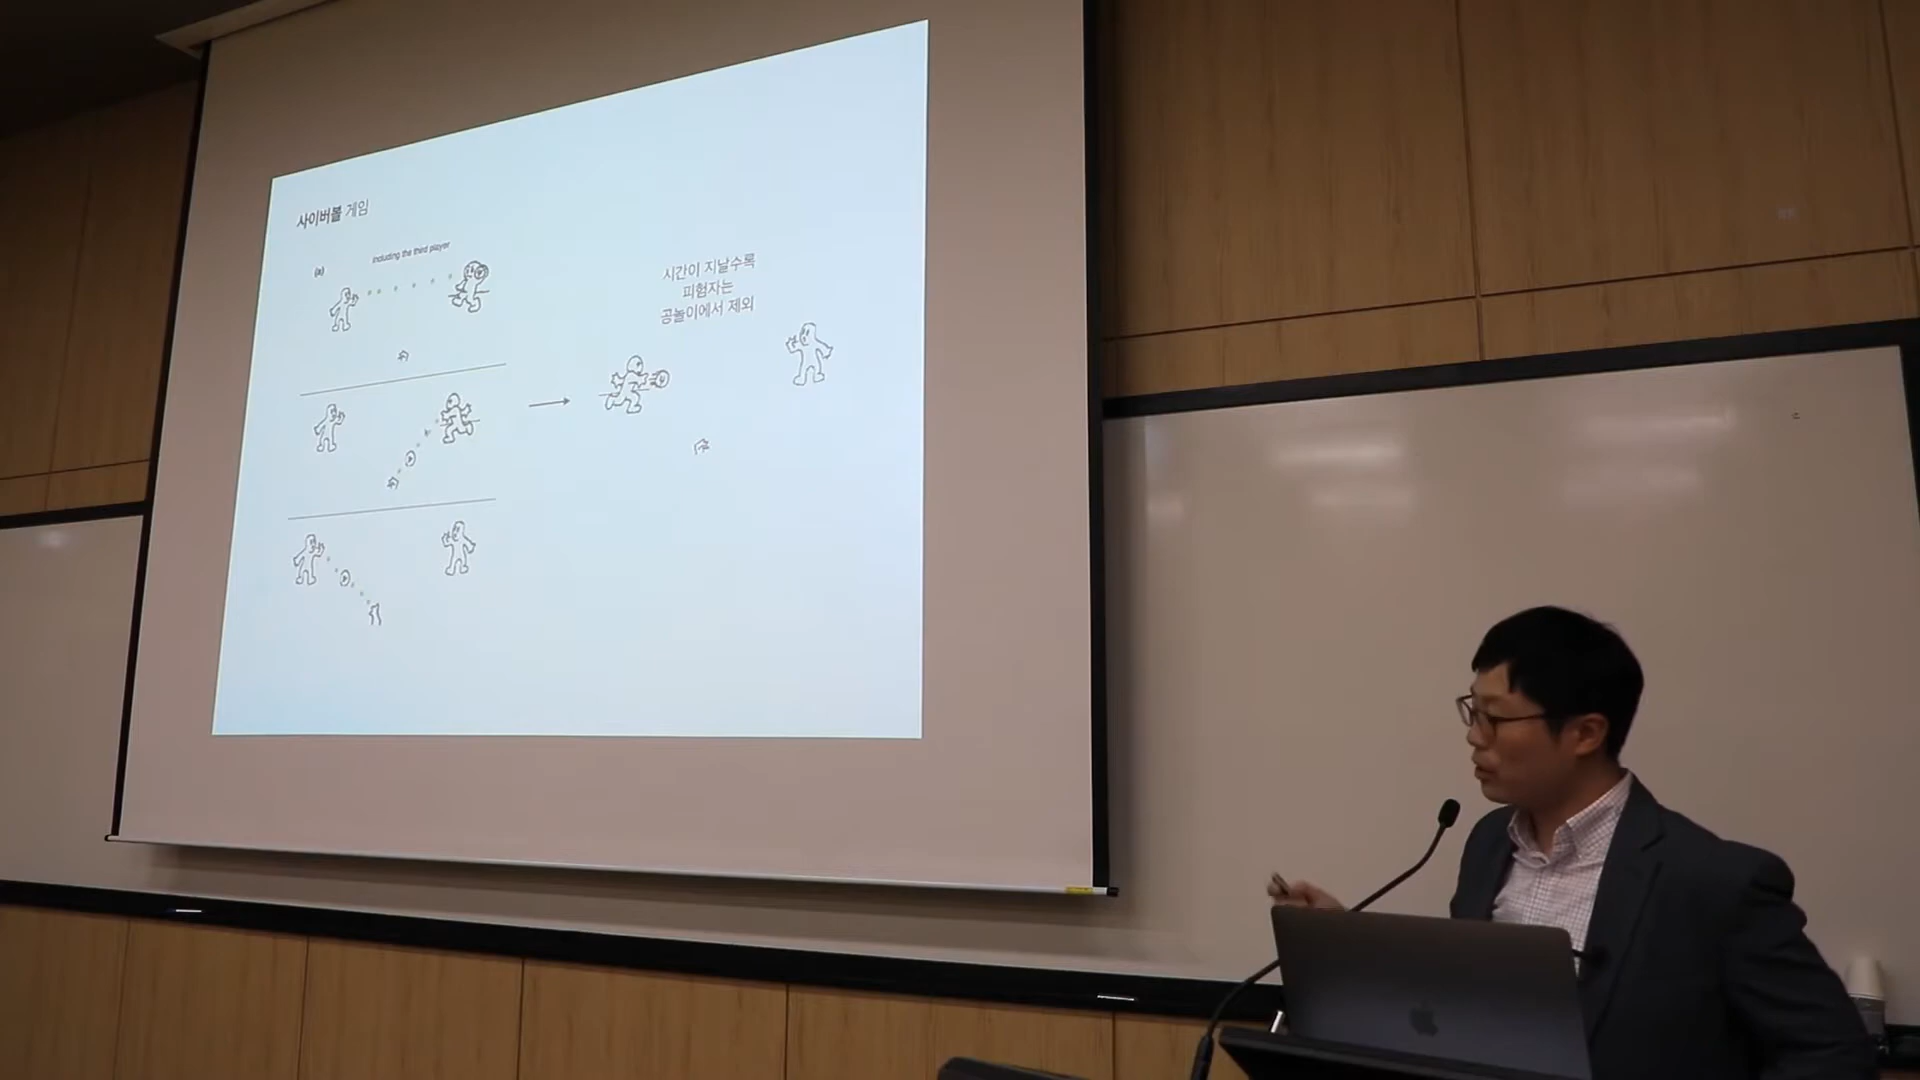 사이버볼 게임
(a)
including the third player
시간이 지날수록
피험자는
공놀이에서 제외